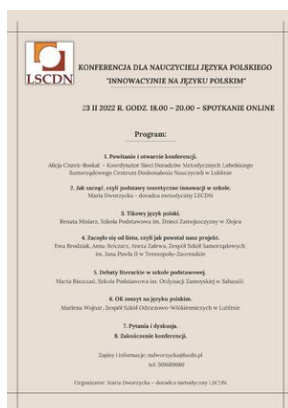 LSCDN
KONFERENCJA DLA NAUCZYCIELI JĘZYKA POLSKIEGO
"INNOWACYJNIE NA JĘZYKU POLSKIM"
23 II 2022 R. GODZ. 18.00 – 20.00 – SPOTKANIE ONLINE
Program:
1. Powitanie i otwarcie konferencji.
Alicja Ciszek-Roskal – Koordynator Sieci Doradców Metodycznych Lubelskiego
Samorządowego Centrum Doskonalenia Nauczycieli w Lublinie
2. Jak zacząć, czyli podstawy teoretyczne innowacji w szkole.
Maria Dworzycka – doradca metodyczny LSCDN
3. Tikowy język polski.
Renata Misiarz, Szkoła Podstawowa im. Dzieci Zamojszczyzny w Złojcu
4. Zaczęło się od listu, czyli jak powstał nasz projekt.
Ewa Brodziak, Anna Belczarz, Aneta Zalewa, Zespół Szkół Samorządowych
im. Jana Pawła II w Terespolu-Zaorendzie
5. Debaty literackie w szkole podstawowej.
Marta Biszczad, Szkoła Podstawowa im. Ordynacji Zamoyskiej w Sabaudii
6. OK zeszyt na języku polskim.
Marlena Wojnar, Zespół Szkół Odzieżowo-Włókienniczych w Lublinie
7. Pytania i dyskusja.
8. Zakończenie konferencji.
Zapisy i informacje: mdworzycka@lscdn.pl
tel.
Organizator: Maria Dworzycka – doradca metodyczny LSCDN